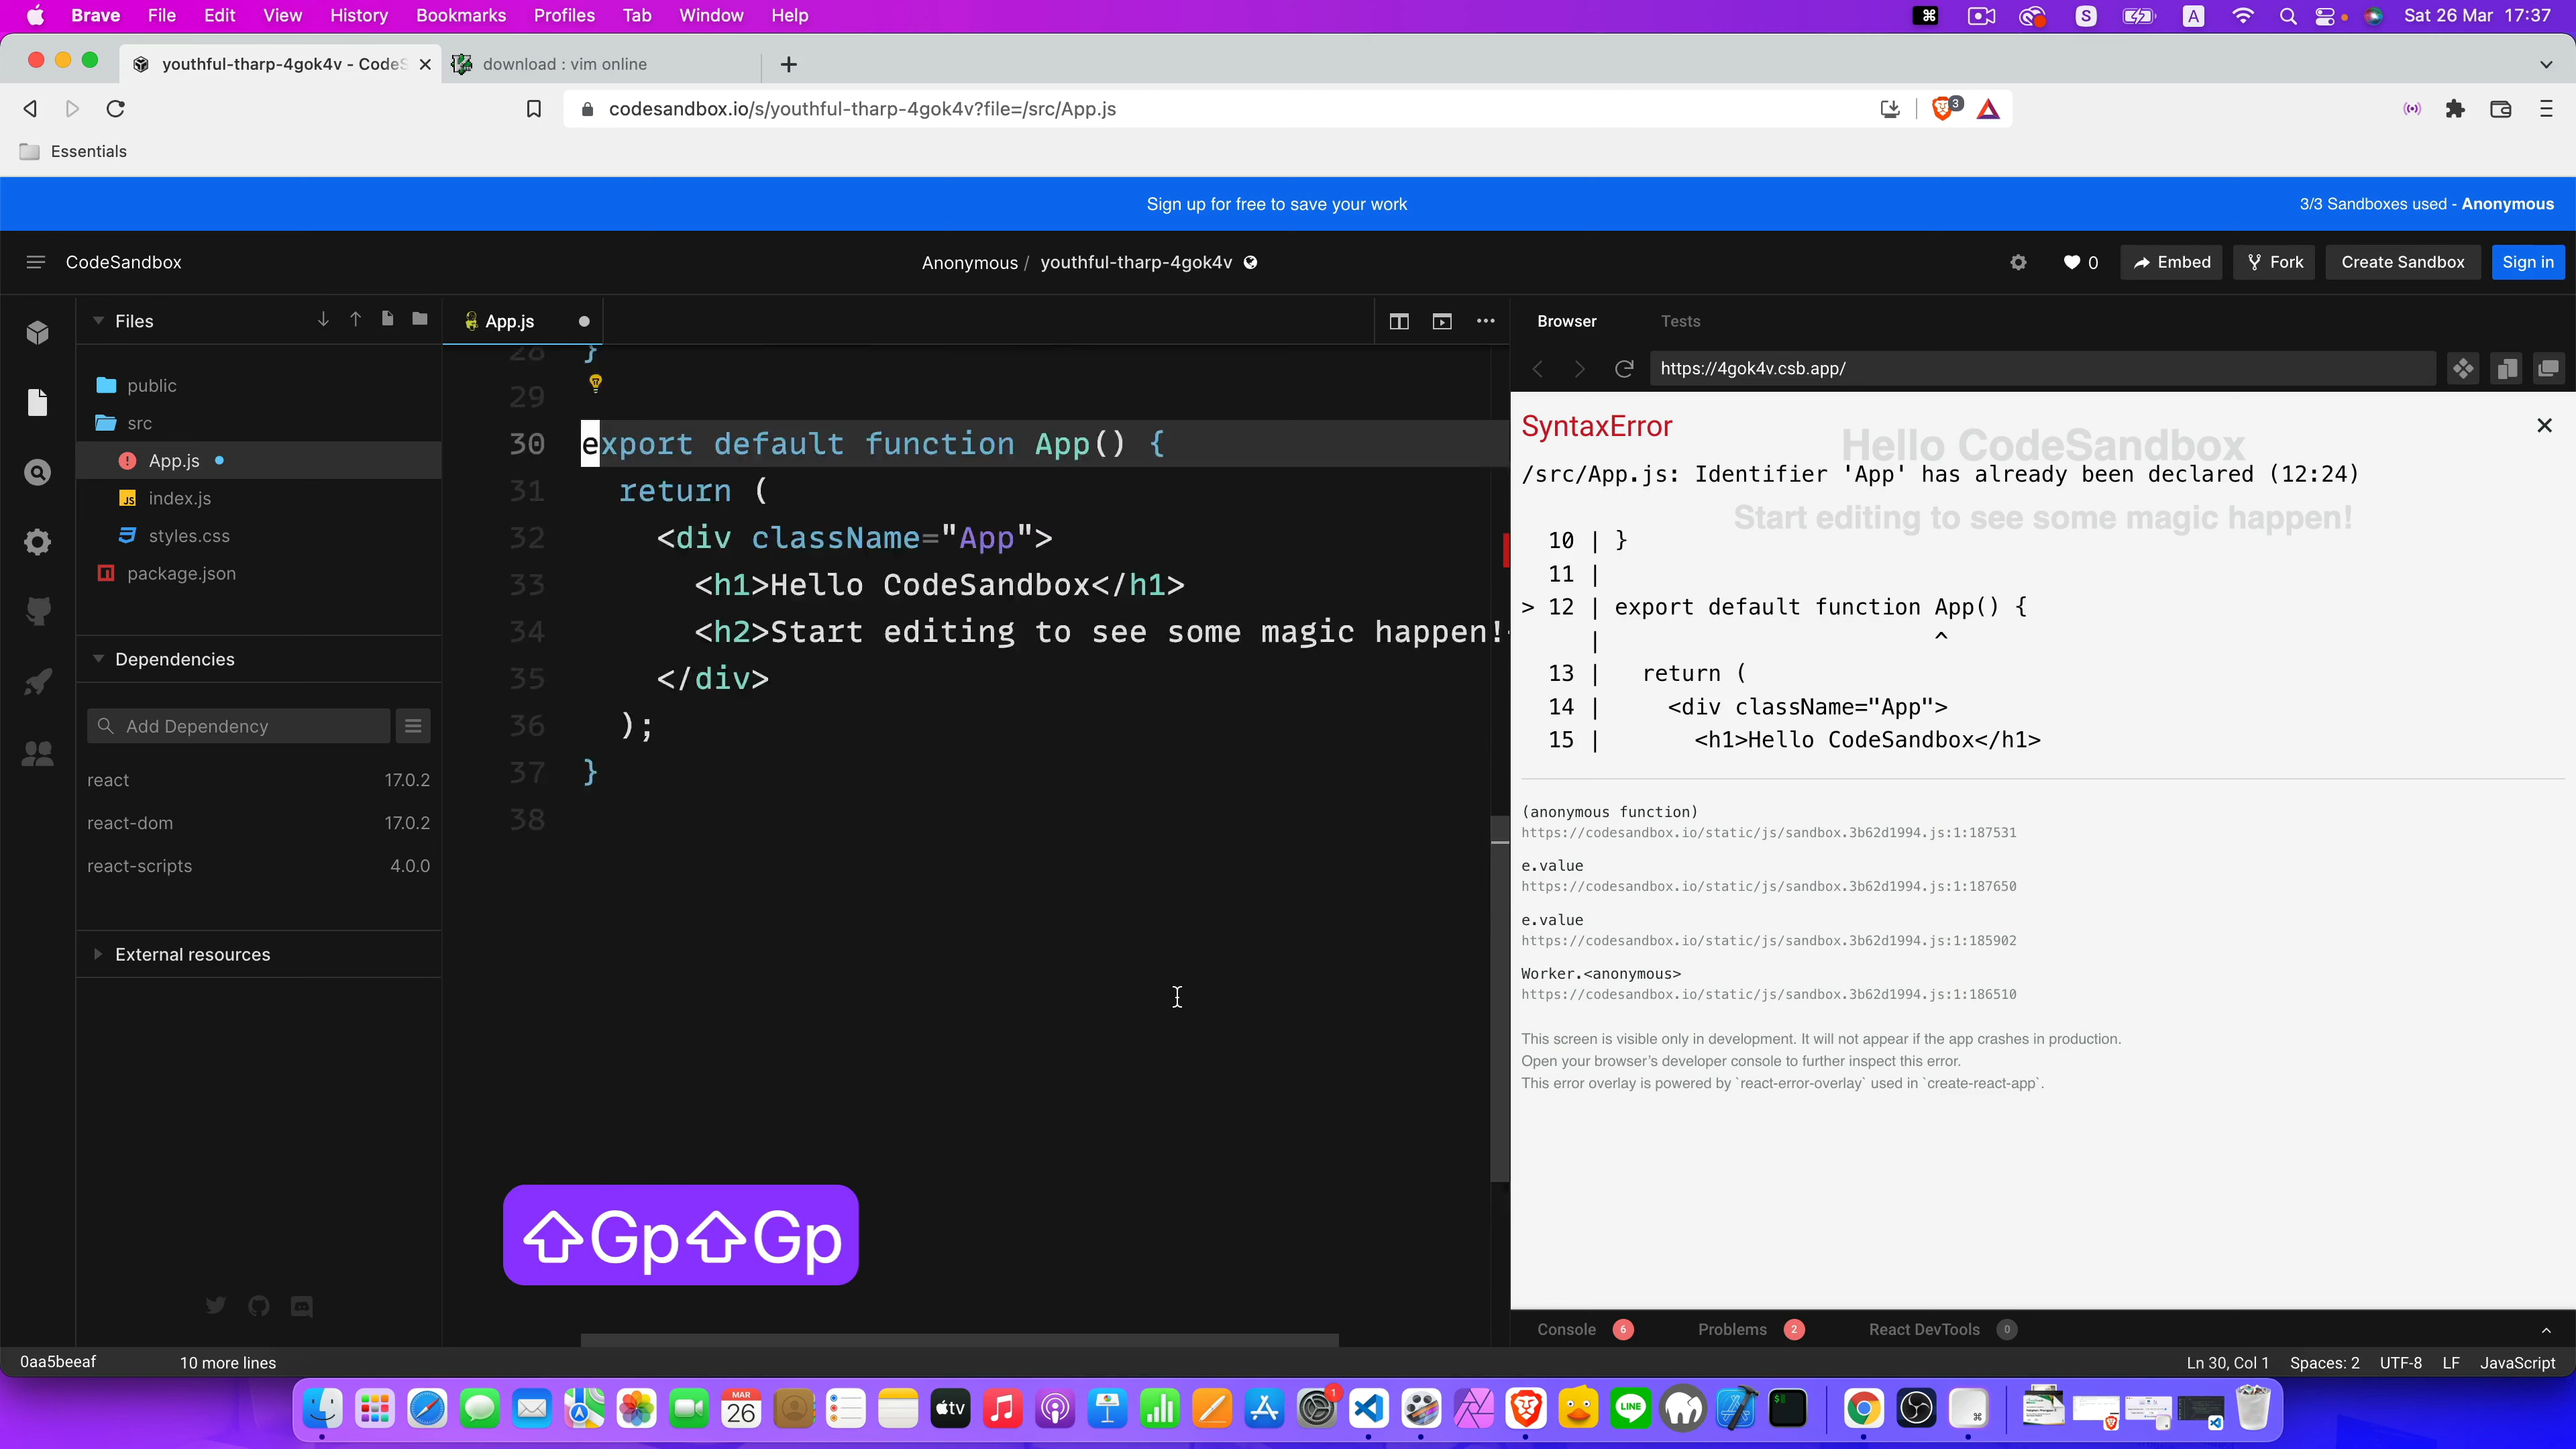 Brave File Edit View History Bookmarks Profiles Tab Window Help
Sat 26 Mar 17:37
youthful-tharp-4gok4v - CodeS
download : vim online
codesandbox.io/s/youthful-tharp-4gok4v?file=/src/App.js
3
Essentials
Sign up for free to save your work
3/3 Sandboxes used - Anonymous
CodeSandbox
Anonymous / youthful-tharp-4gok4v
0
Embed
Fork
Create Sandbox
Sign in
Files
public
src
App.js
index.js
styles.css
package.json
Dependencies
Add Dependency
react 17.0.2
react-dom 17.0.2
react-scripts 4.0.0
External resources
App.js
28 }
29
30 export default function App() {
31 return (
32 <div className="App">
33 <h1>Hello CodeSandbox</h1>
34 <h2>Start editing to see some magic happen!
35 </div>
36 );
37 }
38
⇧Gp⇧Gp
Browser
Tests
https://4gok4v.csb.app/
SyntaxError
Hello CodeSandbox
/src/App.js: Identifier 'App' has already been declared (12:24)
Start editing to see some magic happen!
10 | }
11 |
> 12 | export default function App() {
| ^
13 | return (
14 | <div className="App">
15 | <h1>Hello CodeSandbox</h1>
(anonymous function)
https://codesandbox.io/static/js/sandbox.3b62d1994.js:1:187531
e.value
https://codesandbox.io/static/js/sandbox.3b62d1994.js:1:187650
e.value
https://codesandbox.io/static/js/sandbox.3b62d1994.js:1:185902
Worker.<anonymous>
https://codesandbox.io/static/js/sandbox.3b62d1994.js:1:186510
This screen is visible only in development. It will not appear if the app crashes in production.
Open your browser's developer console to further inspect this error.
This error overlay is powered by `react-error-overlay` used in `create-react-app`.
Console 6
Problems 2
React DevTools 0
0aa5beeaf
10 more lines
Ln 30, Col 1 Spaces: 2 UTF-8 LF JavaScript
MAR
26
tv
1
LINE